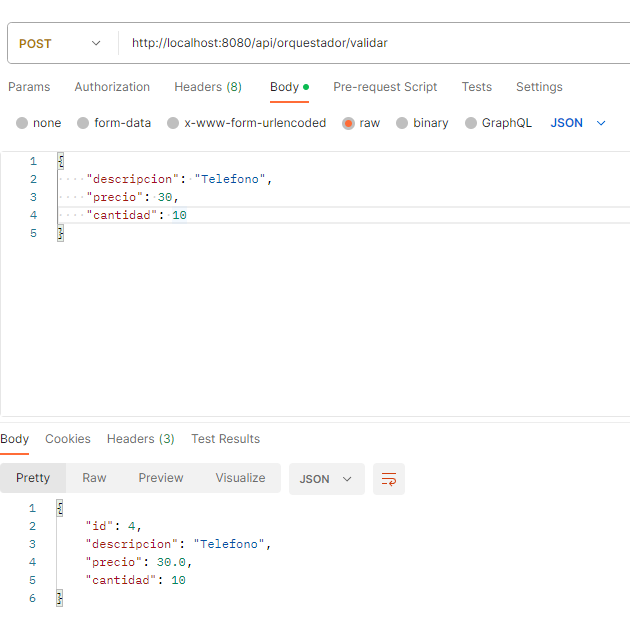 POST http://localhost:8080/api/orquestador/validar
Params Authorization Headers (8) Body Pre-request Script Tests Settings
none form-data x-www-form-urlencoded raw binary GraphQL JSON
1 {
2 "descripcion": "Telefono",
3 "precio": 30,
4 "cantidad": 10
5 }
Body Cookies Headers (3) Test Results
Pretty Raw Preview Visualize JSON
1 {
2 "id": 4,
3 "descripcion": "Telefono",
4 "precio": 30.0,
5 "cantidad": 10
6 }